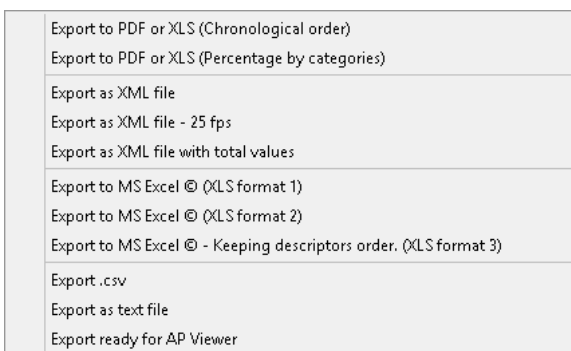 Export to PDF or XLS (Chronological order)
Export to PDF or XLS (Percentage by categories)
Export as XML file
Export as XML file - 25 fps
Export as XML file with total values
Export to MS Excel © (XLS format 1)
Export to MS Excel © (XLS format 2)
Export to MS Excel © - Keeping descriptors order. (XLS format 3)
Export .csv
Export as text file
Export ready for AP Viewer